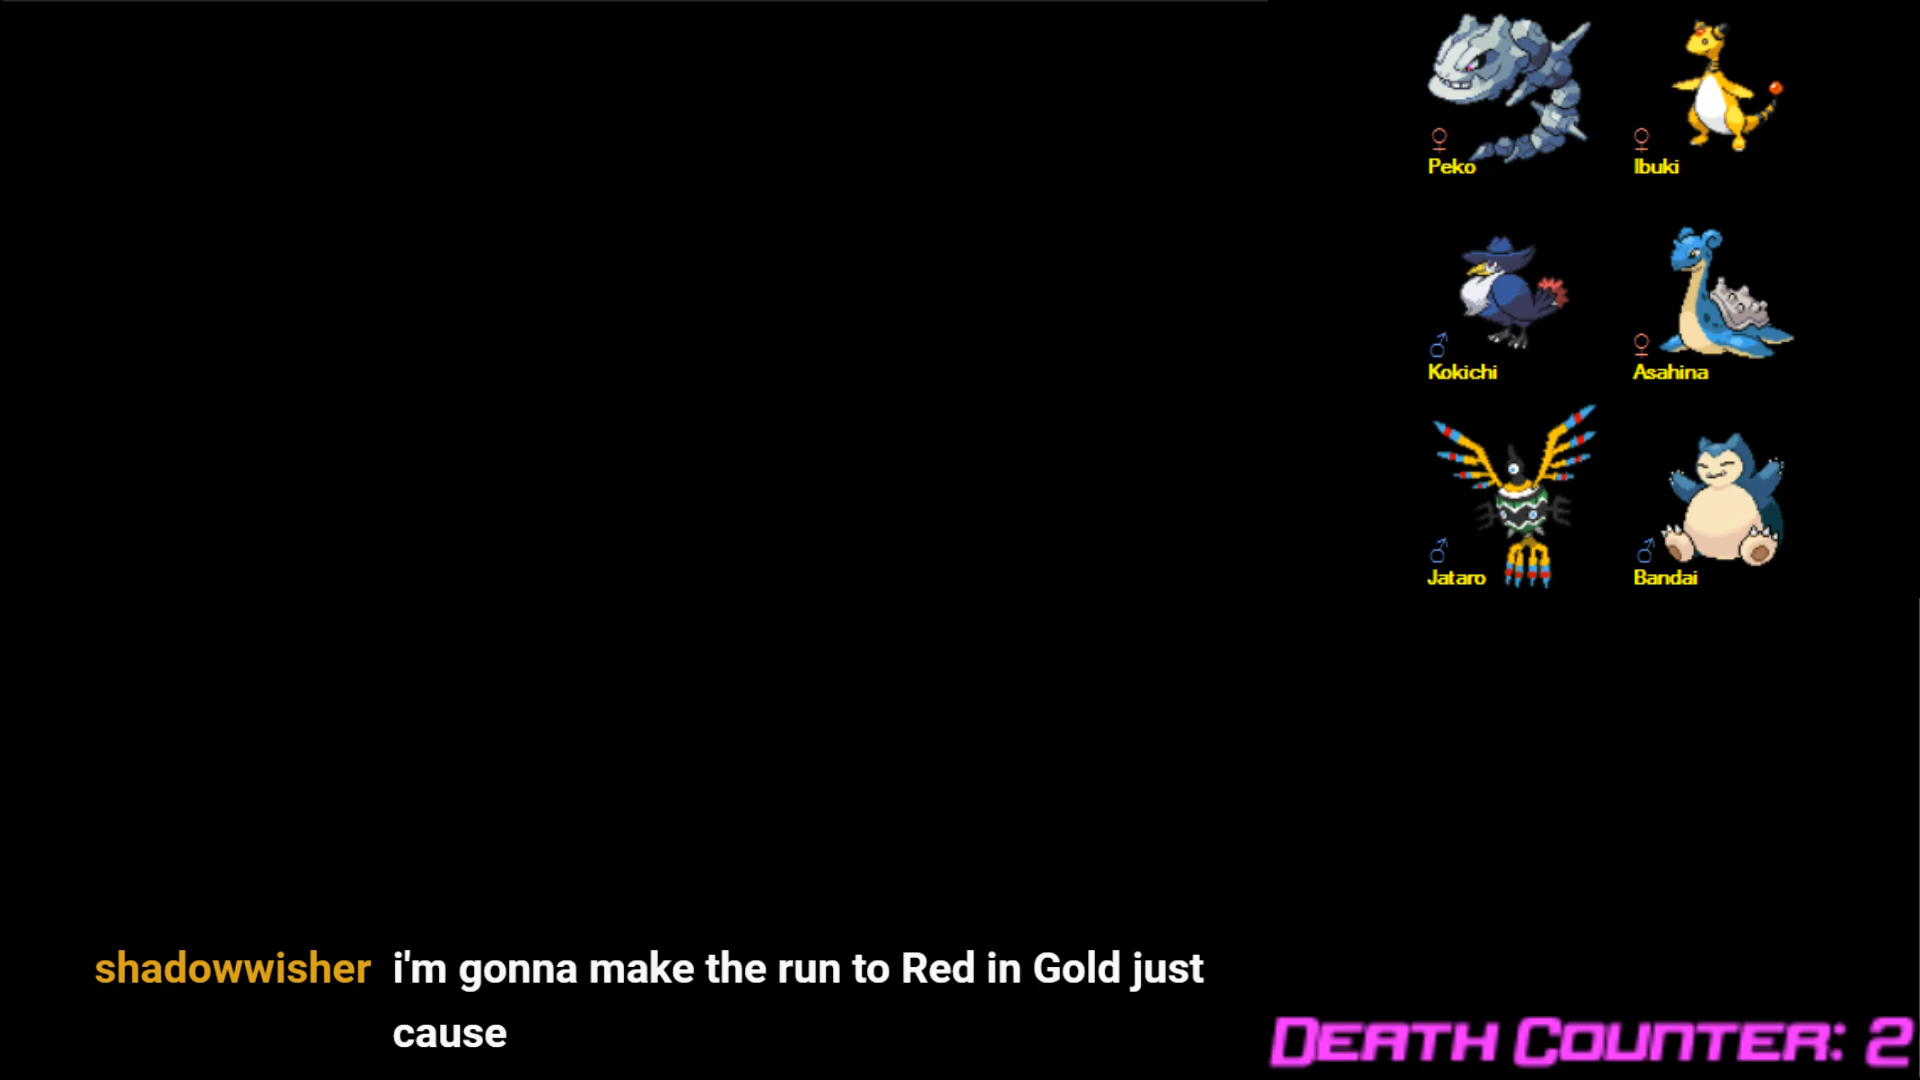 ♀ ♀
Peko Ibuki
♂ ♀
Kokichi Asahina
♂ ♂
Jataro Bandai
shadowwisher i'm gonna make the run to Red in Gold just
cause
Death Counter: 2